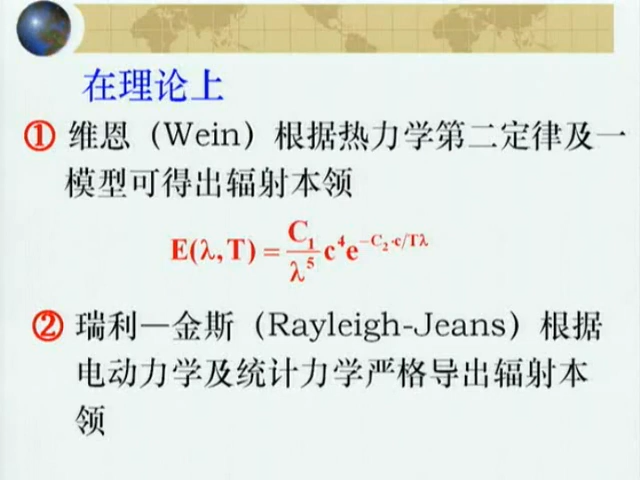 在理论上
① 维恩（Wein）根据热力学第二定律及一
模型可得出辐射本领
E(λ,T) = C₁/λ⁵ c⁴e^(−C₂·c/Tλ)
② 瑞利—金斯（Rayleigh-Jeans）根据
电动力学及统计力学严格导出辐射本
领